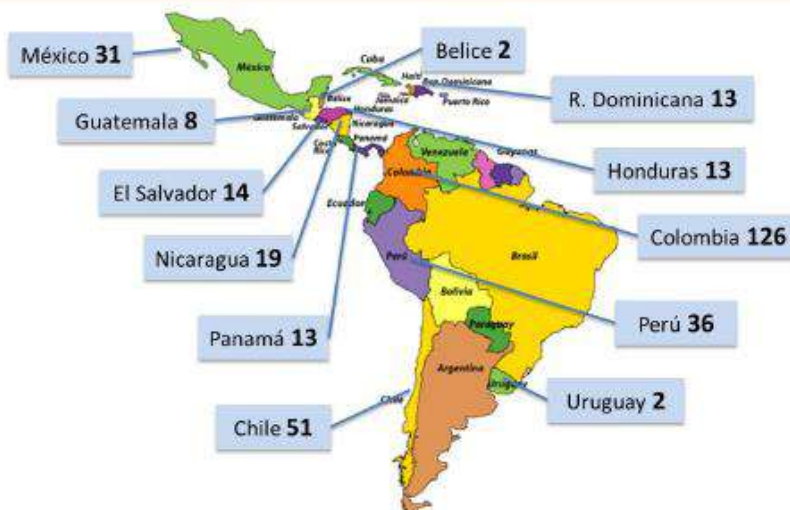 México 31
Belice 2
R. Dominicana 13
Guatemala 8
Honduras 13
El Salvador 14
Colombia 126
Nicaragua 19
Perú 36
Panamá 13
Uruguay 2
Chile 51
México
Cuba
Haití
Rep. Dominicana
Jamaica
Puerto Rico
Belice
Honduras
Guatemala
Salvador
Nicaragua
Costa
Rica
Panamá
Venezuela
Guyanas
Colombia
Ecuador
Perú
Brasil
Bolivia
Paraguay
Argentina
Uruguay
Chile